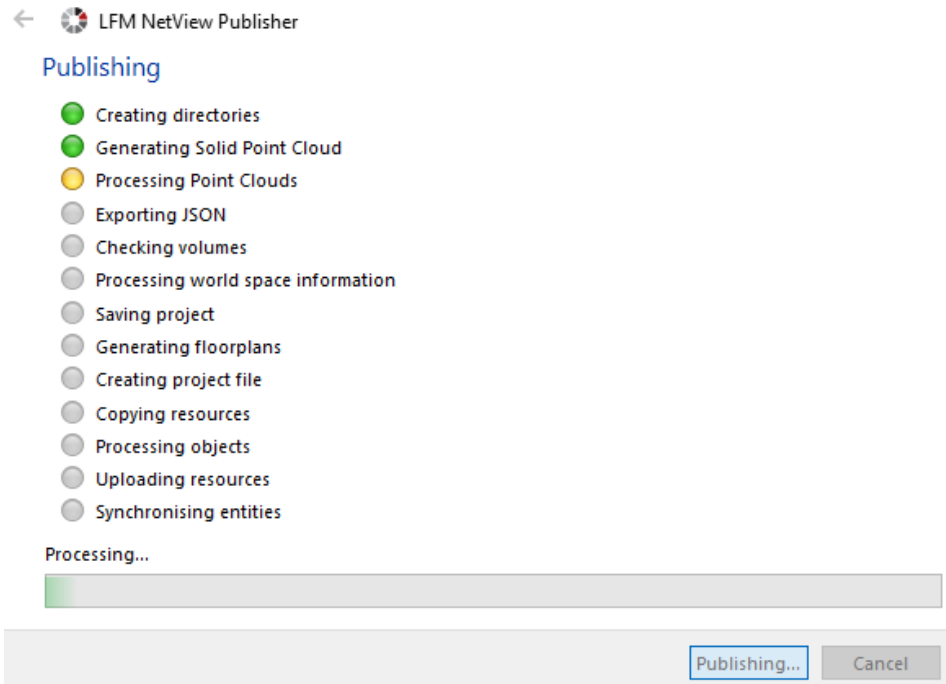 LFM NetView Publisher
Publishing
Creating directories
Generating Solid Point Cloud
Processing Point Clouds
Exporting JSON
Checking volumes
Processing world space information
Saving project
Generating floorplans
Creating project file
Copying resources
Processing objects
Uploading resources
Synchronising entities
Processing...
Publishing... Cancel